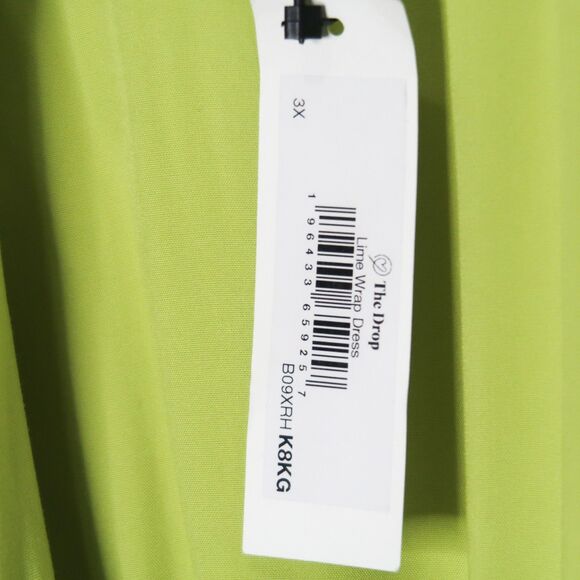 The Drop
Lime Wrap Dress
1 96433 65925 7
3X
B09XRH K8KG